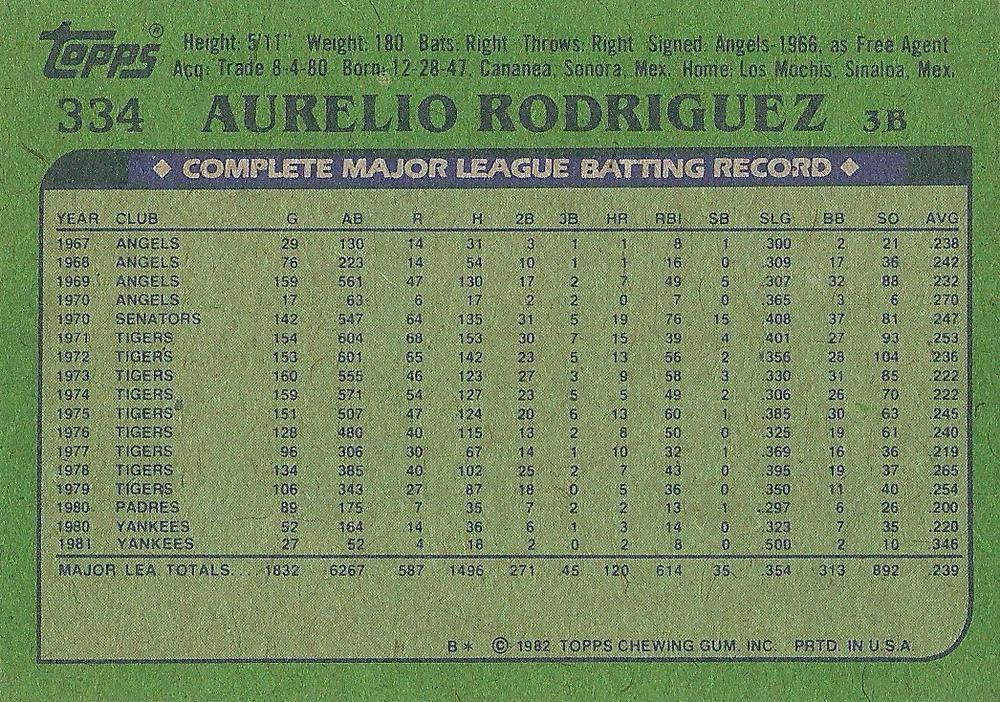 Topps® Height: 5'11" Weight: 180 Bats: Right Throws: Right Signed: Angels-1966, as Free Agent
Acq: Trade 8-4-80 Born: 12-28-47, Cananea, Sonora, Mex. Home: Los Mochis, Sinaloa, Mex.
334 AURELIO RODRIGUEZ 3B
◆ COMPLETE MAJOR LEAGUE BATTING RECORD ◆
YEAR CLUB G AB R H 2B 3B HR RBI SB SLG BB SO AVG
1967 ANGELS 29 130 14 31 3 1 1 8 1 .300 2 21 .238
1968 ANGELS 76 223 14 54 10 1 1 16 0 .309 17 36 .242
1969 ANGELS 159 561 47 130 17 2 7 49 5 .307 32 88 .232
1970 ANGELS 17 63 6 17 2 2 0 7 0 .365 3 6 .270
1970 SENATORS 142 547 64 135 31 5 19 76 15 .408 37 81 .247
1971 TIGERS 154 604 68 153 30 7 15 39 4 .401 27 93 .253
1972 TIGERS 153 601 65 142 23 5 13 56 2 .356 28 104 .236
1973 TIGERS 160 555 46 123 27 3 9 58 3 .330 31 85 .222
1974 TIGERS 159 571 54 127 23 5 5 49 2 .306 26 70 .222
1975 TIGERS 151 507 47 124 20 6 13 60 1 .385 30 63 .245
1976 TIGERS 128 480 40 115 13 2 8 50 0 .325 19 61 .240
1977 TIGERS 96 306 30 67 14 1 10 32 1 .369 16 36 .219
1978 TIGERS 134 385 40 102 25 2 7 43 0 .395 19 37 .265
1979 TIGERS 106 343 27 87 18 0 5 36 0 .350 11 40 .254
1980 PADRES 89 175 7 35 7 2 2 13 1 .297 6 26 .200
1980 YANKEES 52 164 14 36 6 1 3 14 0 .323 7 35 .220
1981 YANKEES 27 52 4 18 2 0 2 8 0 .500 2 10 .346
MAJOR LEA. TOTALS... 1832 6267 587 1496 271 45 120 614 35 .354 313 892 .239
B* © 1982 TOPPS CHEWING GUM. INC. PRTD. IN U.S.A.